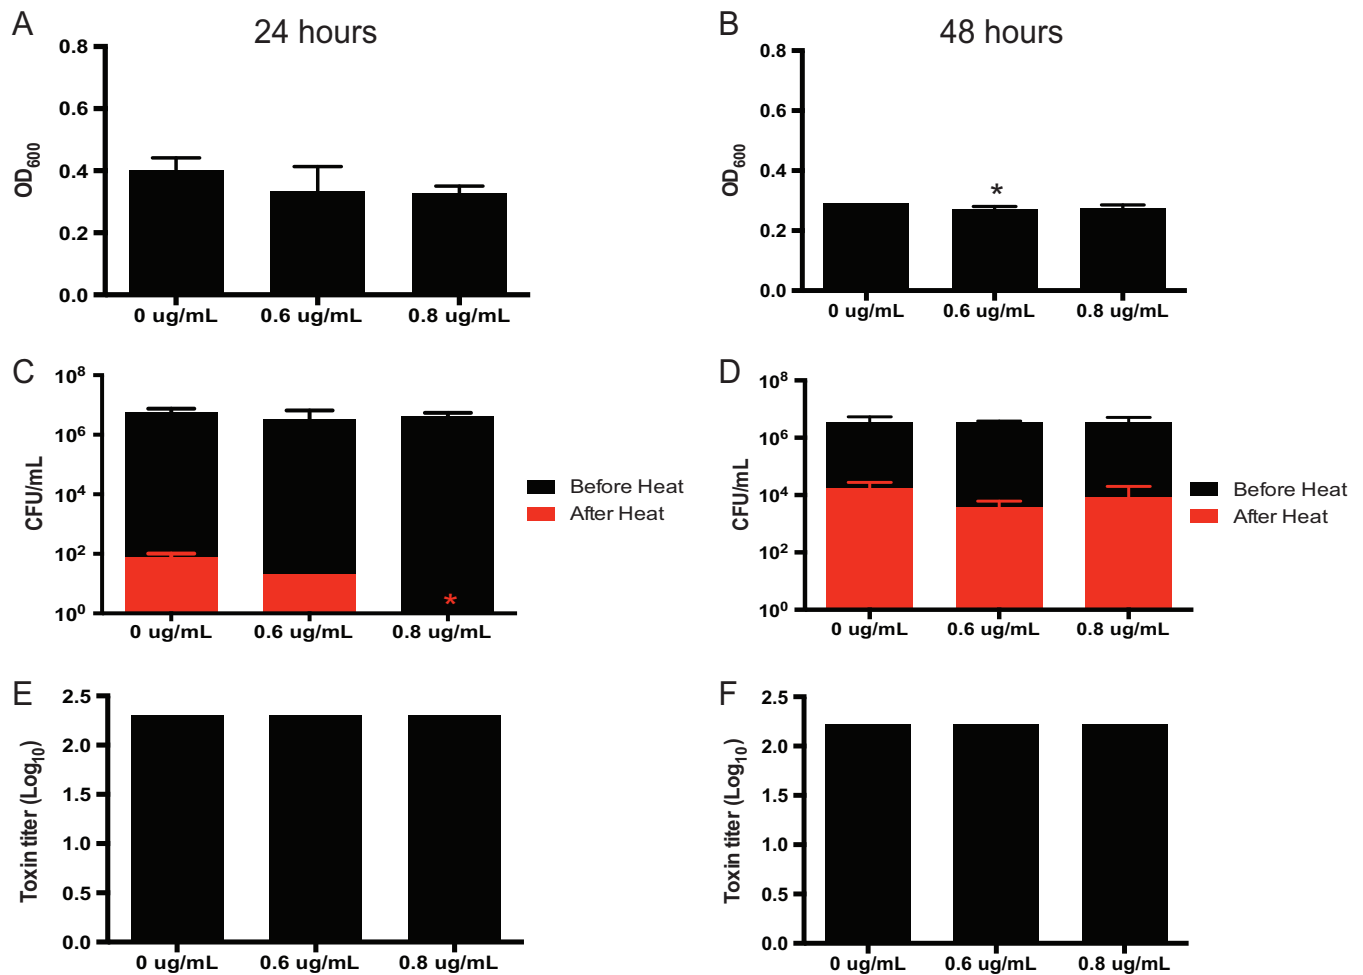 A
24 hours
0.8
0.6
0.4
0.2
0.0
OD600
0 ug/mL
0.6 ug/mL
0.8 ug/mL
B
48 hours
0.8
0.6
0.4
0.2
0.0
OD600
*
0 ug/mL
0.6 ug/mL
0.8 ug/mL
C
10^8
10^6
10^4
10^2
10^0
CFU/mL
*
0 ug/mL
0.6 ug/mL
0.8 ug/mL
Before Heat
After Heat
D
10^8
10^6
10^4
10^2
10^0
CFU/mL
0 ug/mL
0.6 ug/mL
0.8 ug/mL
Before Heat
After Heat
E
2.5
2.0
1.5
1.0
0.5
0.0
Toxin titer (Log10)
0 ug/mL
0.6 ug/mL
0.8 ug/mL
F
2.5
2.0
1.5
1.0
0.5
0.0
Toxin titer (Log10)
0 ug/mL
0.6 ug/mL
0.8 ug/mL